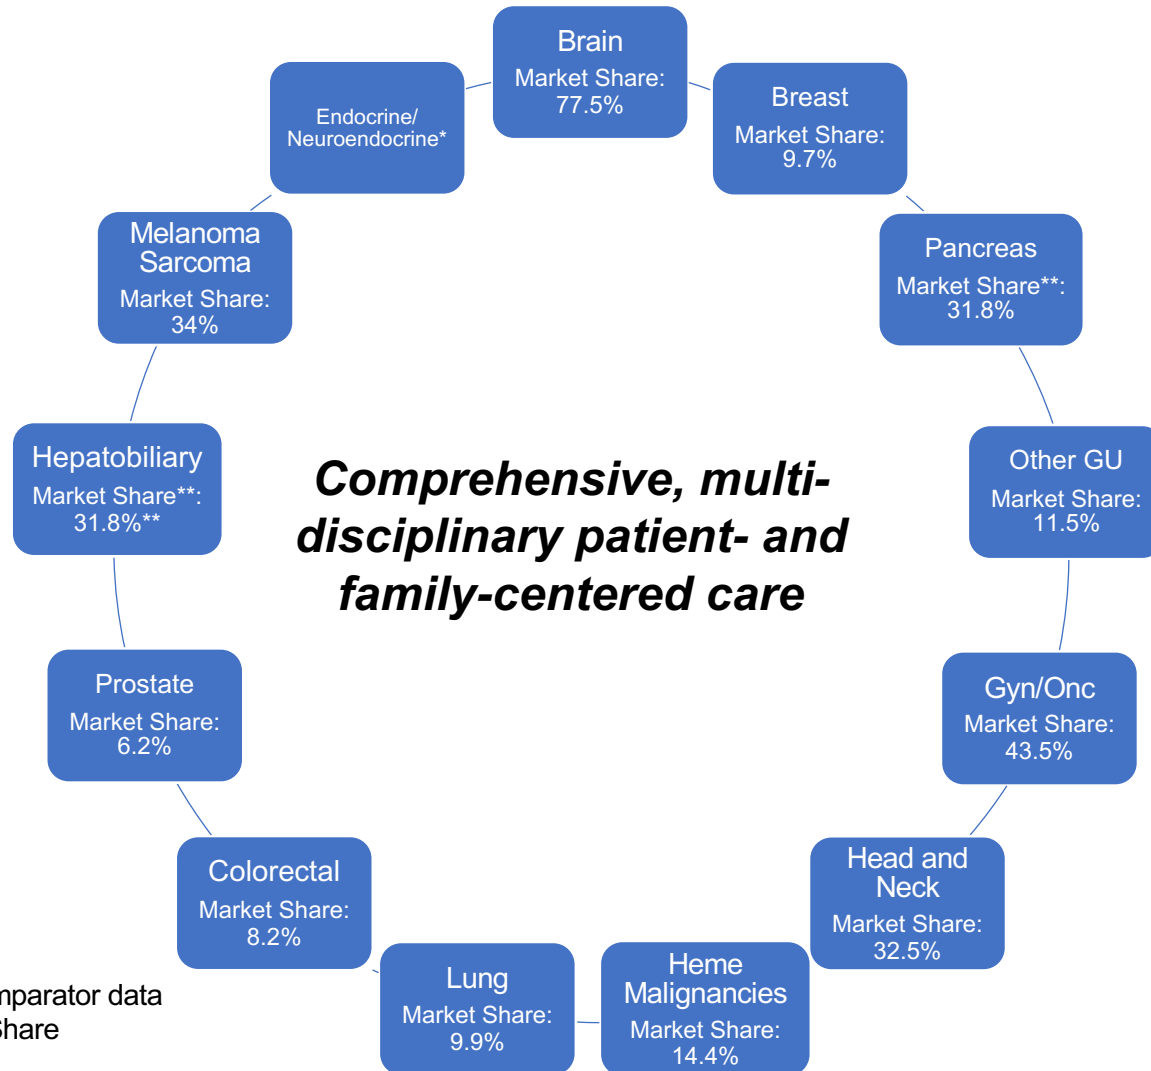 Brain
Market Share:
77.5%
Breast
Market Share:
9.7%
Pancreas
Market Share**:
31.8%
Other GU
Market Share:
11.5%
Gyn/Onc
Market Share:
43.5%
Head and
Neck
Market Share:
32.5%
Heme
Malignancies
Market Share:
14.4%
Lung
Market Share:
9.9%
Colorectal
Market Share:
8.2%
Prostate
Market Share:
6.2%
Hepatobiliary
Market Share**:
31.8%**
Melanoma
Sarcoma
Market Share:
34%
Endocrine/
Neuroendocrine*
Comprehensive, multi-
disciplinary patient- and
family-centered care
data